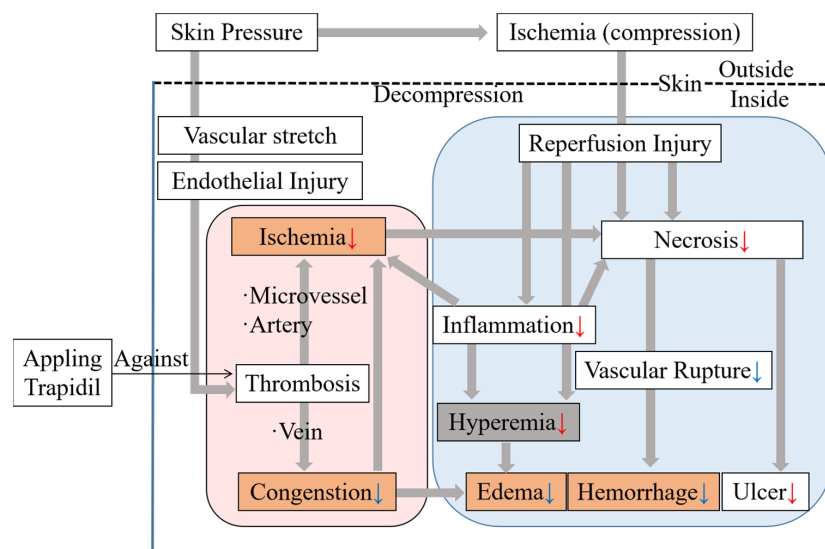 Skin Pressure
Ischemia (compression)
Outside
Skin
Decompression
Inside
Vascular stretch
Reperfusion Injury
Endothelial Injury
Ischemia↓
Necrosis↓
·Microvessel
·Artery
Inflammation↓
Appling
Trapidil
Against
Thrombosis
Vascular Rupture↓
·Vein
Hyperemia↓
Congenstion↓
Edema↓
Hemorrhage↓
Ulcer↓